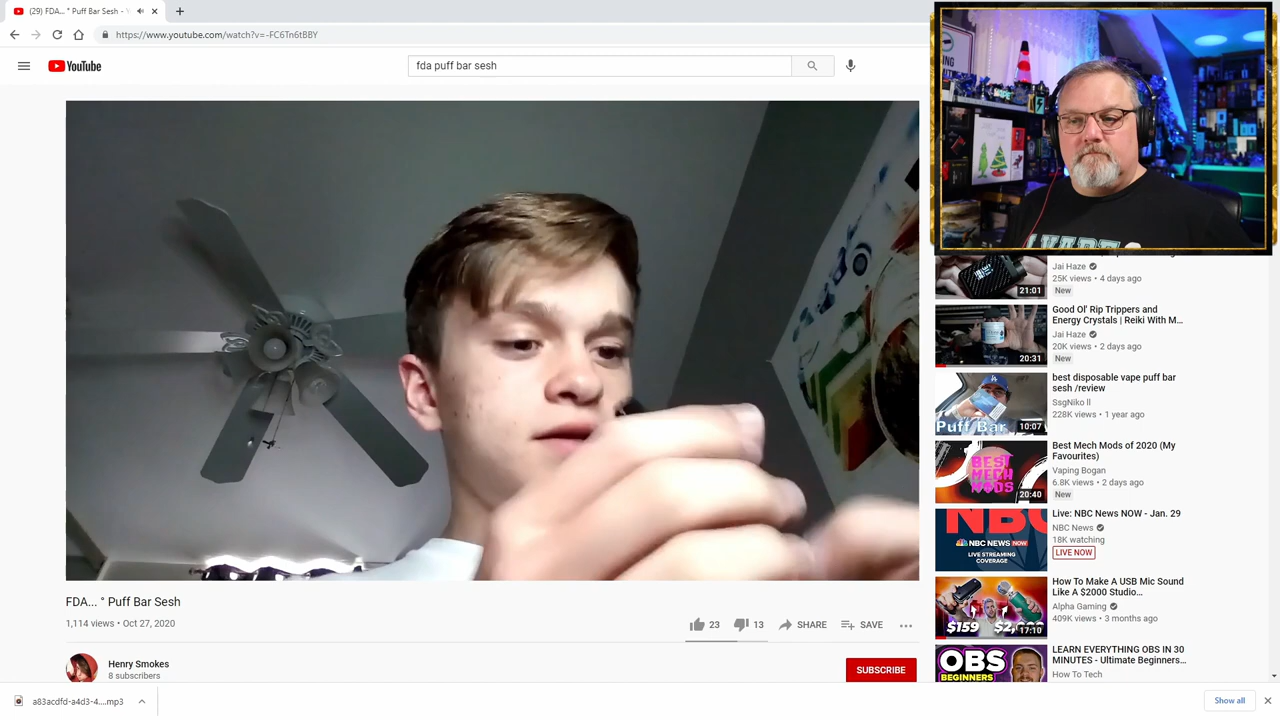 (29) FDA... ° Puff Bar Sesh -
https://www.youtube.com/watch?v=-FC6Tn6tBBY
YouTube
fda puff bar sesh
Jai Haze
25K views • 4 days ago
21:01
New
Good Ol' Rip Trippers and
Energy Crystals | Reiki With M...
Jai Haze
20K views • 2 days ago
20:31
New
best disposable vape puff bar
sesh /review
SsgNiko ll
228K views • 1 year ago
Puff Bar
10:07
Best Mech Mods of 2020 (My
Favourites)
Vaping Bogan
6.8K views • 2 days ago
BEST
MECH
MODS
20:40
New
Live: NBC News NOW - Jan. 29
NBC News
18K watching
LIVE NOW
NBC
NBC NEWS NOW
LIVE STREAMING
COVERAGE
How To Make A USB Mic Sound
Like A $2000 Studio...
Alpha Gaming
409K views • 3 months ago
$159
17:10
LEARN EVERYTHING OBS IN 30
MINUTES - Ultimate Beginners...
How To Tech
OBS
BEGINNERS
FDA... ° Puff Bar Sesh
1,114 views • Oct 27, 2020
23
13
SHARE
SAVE
Henry Smokes
8 subscribers
SUBSCRIBE
a83acdfd-a4d3-4....mp3
Show all